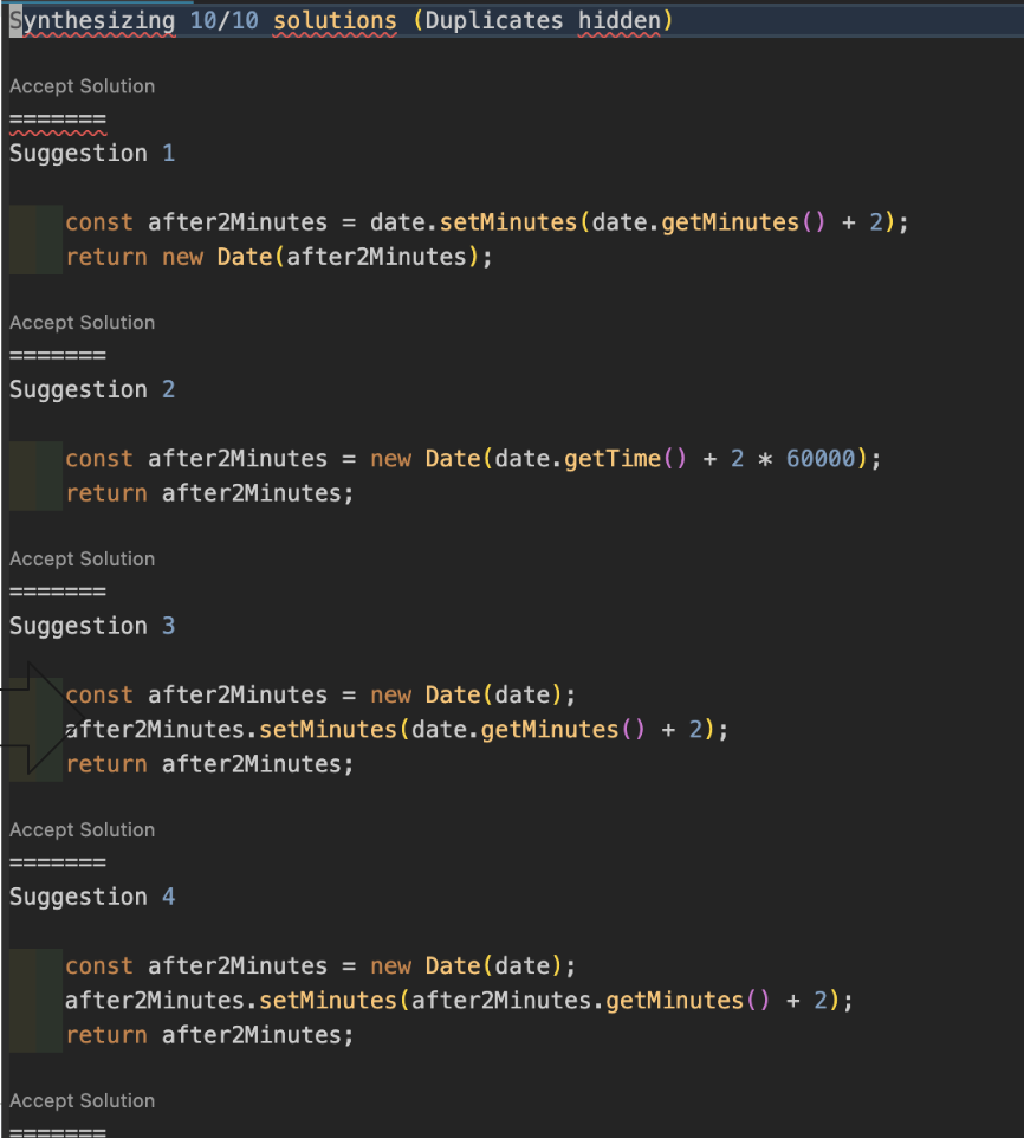 Synthesizing 10/10 solutions (Duplicates hidden)
Accept Solution
=======
Suggestion 1
const after2Minutes = date.setMinutes(date.getMinutes() + 2);
return new Date(after2Minutes);
Accept Solution
=======
Suggestion 2
const after2Minutes = new Date(date.getTime() + 2 * 60000);
return after2Minutes;
Accept Solution
=======
Suggestion 3
const after2Minutes = new Date(date);
after2Minutes.setMinutes(date.getMinutes() + 2);
return after2Minutes;
Accept Solution
=======
Suggestion 4
const after2Minutes = new Date(date);
after2Minutes.setMinutes(after2Minutes.getMinutes() + 2);
return after2Minutes;
Accept Solution
=======